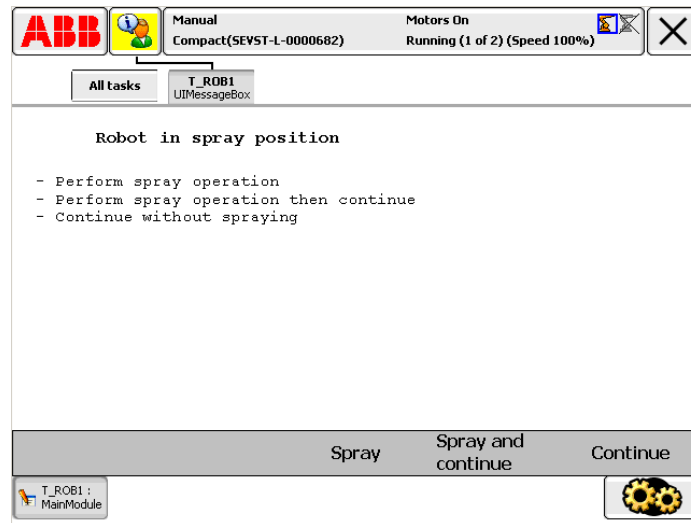 ABB
Manual
Motors On
Compact(SEVST-L-0000682)
Running (1 of 2) (Speed 100%)
All tasks
T_ROB1
UIMessageBox
Robot in spray position
- Perform spray operation
- Perform spray operation then continue
- Continue without spraying
Spray
Spray and
continue
Continue
T_ROB1 :
MainModule